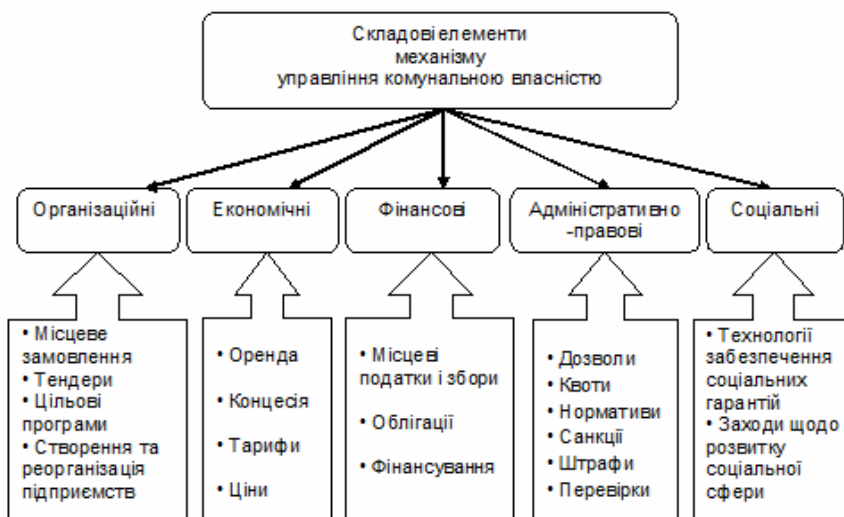 Складові елементи
механізму
управління комунальною власністю
Організаційні
Економічні
Фінансові
Адміністративно
-правові
Соціальні
• Місцеве
замовлення
• Тендери
• Цільові
програми
• Створення та
реорганізація
підприємств
• Оренда
• Концесія
• Тарифи
• Ціни
• Місцеві
податки і збори
• Облігації
• Фінансування
• Дозволи
• Квоти
• Нормативи
• Санкції
• Штрафи
• Перевірки
• Технології
забезпечення
соціальних
гарантій
• Заходи щодо
розвитку
соціальної
сфери